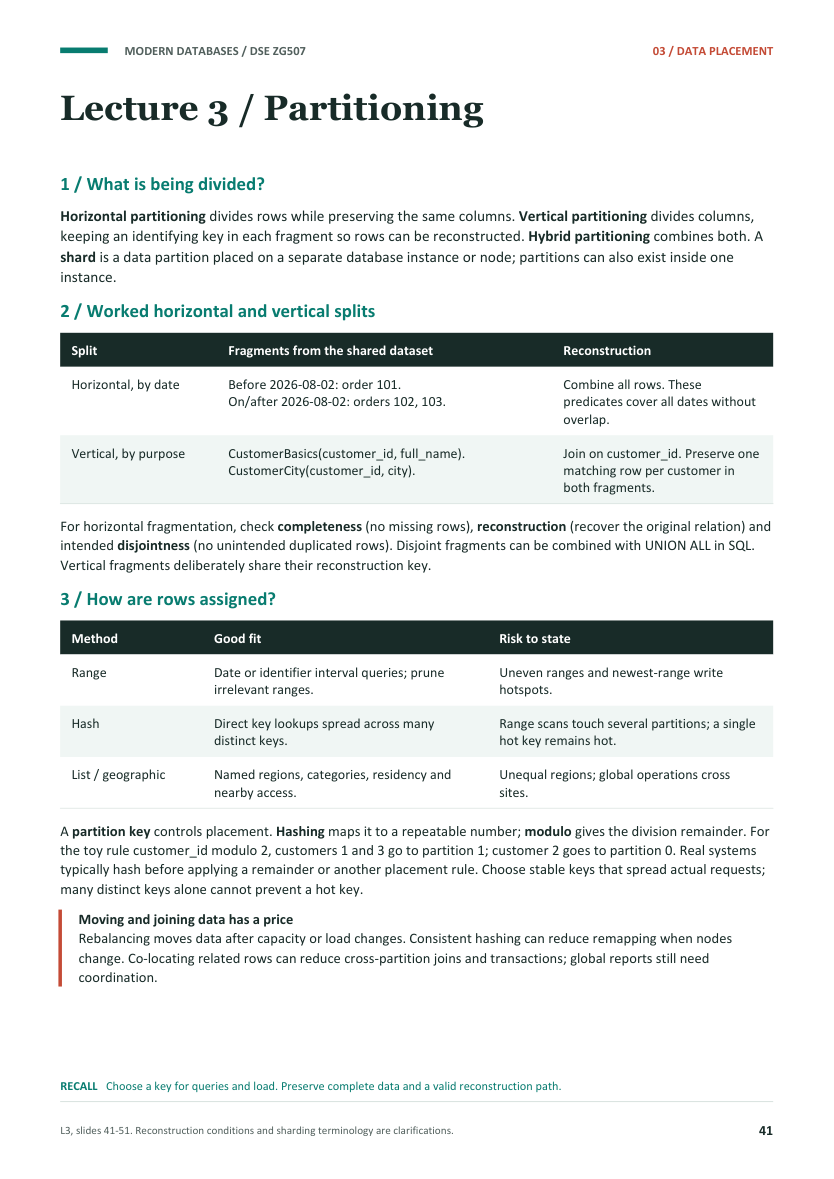 MODERN DATABASES / DSE ZG507
03 / DATA PLACEMENT
Lecture 3 / Partitioning
1 / What is being divided?
Horizontal partitioning divides rows while preserving the same columns. Vertical partitioning divides columns,
keeping an identifying key in each fragment so rows can be reconstructed. Hybrid partitioning combines both. A
shard is a data partition placed on a separate database instance or node; partitions can also exist inside one
instance.
2 / Worked horizontal and vertical splits
Split
Fragments from the shared dataset
Reconstruction
Horizontal, by date
Before 2026-08-02: order 101.
On/after 2026-08-02: orders 102, 103.
Combine all rows. These
predicates cover all dates without
overlap.
Vertical, by purpose
CustomerBasics(customer_id, full_name).
CustomerCity(customer_id, city).
Join on customer_id. Preserve one
matching row per customer in
both fragments.
For horizontal fragmentation, check completeness (no missing rows), reconstruction (recover the original relation) and
intended disjointness (no unintended duplicated rows). Disjoint fragments can be combined with UNION ALL in SQL.
Vertical fragments deliberately share their reconstruction key.
3 / How are rows assigned?
Method
Good fit
Risk to state
Range
Date or identifier interval queries; prune
irrelevant ranges.
Uneven ranges and newest-range write
hotspots.
Hash
Direct key lookups spread across many
distinct keys.
Range scans touch several partitions; a single
hot key remains hot.
List / geographic
Named regions, categories, residency and
nearby access.
Unequal regions; global operations cross
sites.
A partition key controls placement. Hashing maps it to a repeatable number; modulo gives the division remainder. For
the toy rule customer_id modulo 2, customers 1 and 3 go to partition 1; customer 2 goes to partition 0. Real systems
typically hash before applying a remainder or another placement rule. Choose stable keys that spread actual requests;
many distinct keys alone cannot prevent a hot key.
Moving and joining data has a price
Rebalancing moves data after capacity or load changes. Consistent hashing can reduce remapping when nodes
change. Co-locating related rows can reduce cross-partition joins and transactions; global reports still need
coordination.
RECALL Choose a key for queries and load. Preserve complete data and a valid reconstruction path.
L3, slides 41-51. Reconstruction conditions and sharding terminology are clarifications.
41